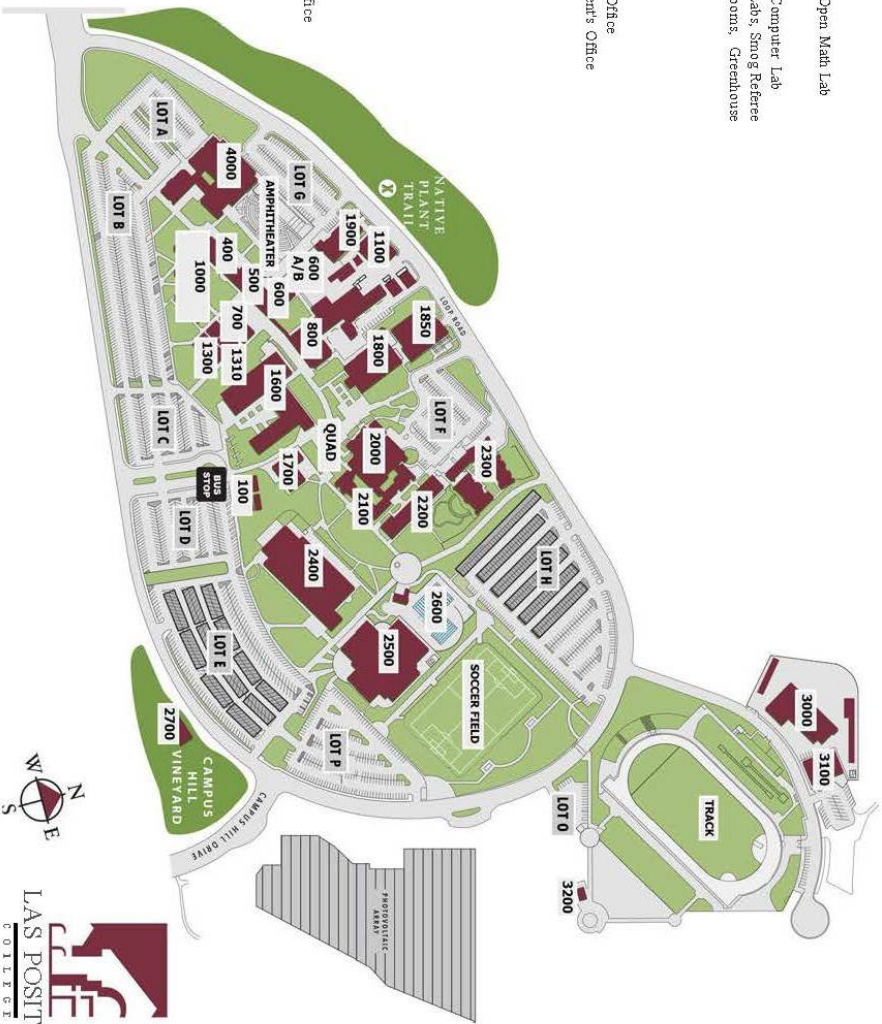 Open Math Lab
Computer Lab
Labs, Smog Referee
ooms, Greenhouse
Office
ent's Office
fice
NATIVE
PLANT
TRAIL
X
LOOP ROAD
LOT A
LOT B
LOT C
LOT D
LOT E
LOT F
LOT G
LOT H
LOT O
LOT P
4000
AMPHITHEATER
400
1000
500
600
600
A/B
1900
1100
1850
1800
800
700
1300
1310
1600
QUAD
1700
100
BUS
STOP
2000
2100
2200
2300
2400
2500
2600
SOCCER FIELD
2700
CAMPUS
HILL
VINEYARD
CAMPUS HILL DRIVE
3000
3100
TRACK
3200
PHOTOVOLTAIC
ARRAY
N
E
S
W
LAS POSIT
COLLEGE